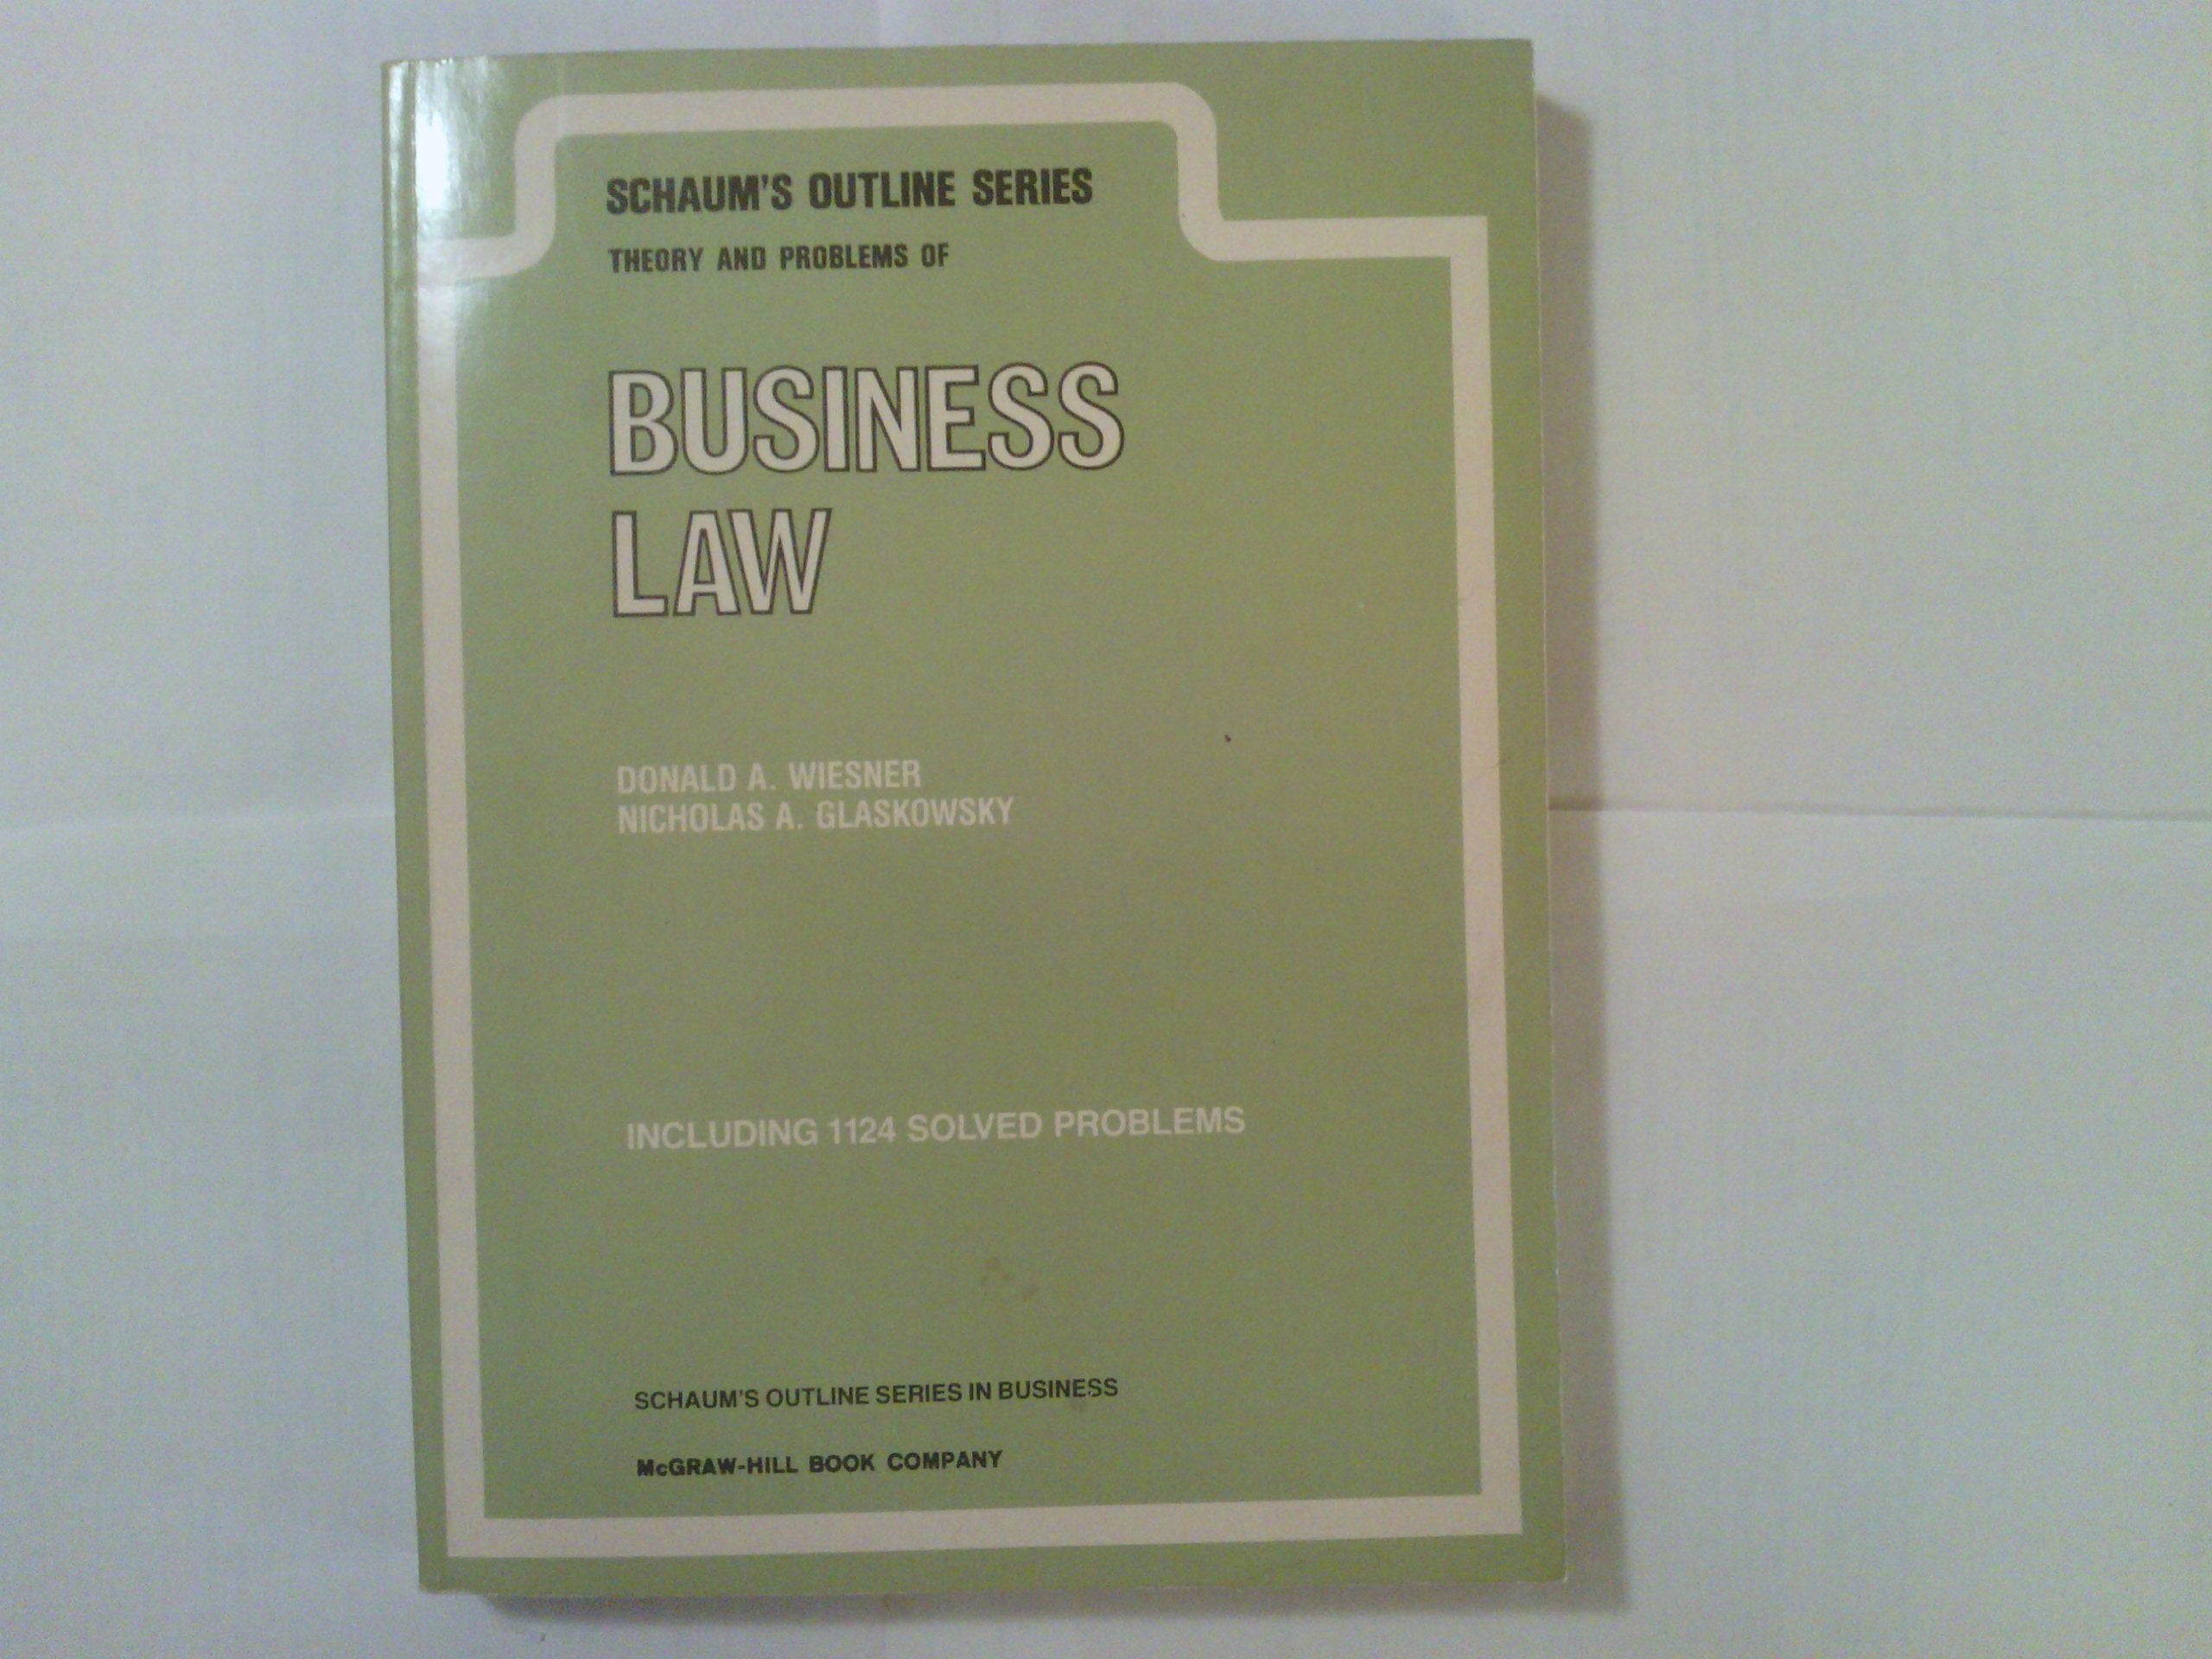 SCHAUM'S OUTLINE SERIES
THEORY AND PROBLEMS OF
BUSINESS
LAW
DONALD A. WIESNER
NICHOLAS A. GLASKOWSKY
INCLUDING 1124 SOLVED PROBLEMS
SCHAUM'S OUTLINE SERIES IN BUSINESS
McGRAW-HILL BOOK COMPANY